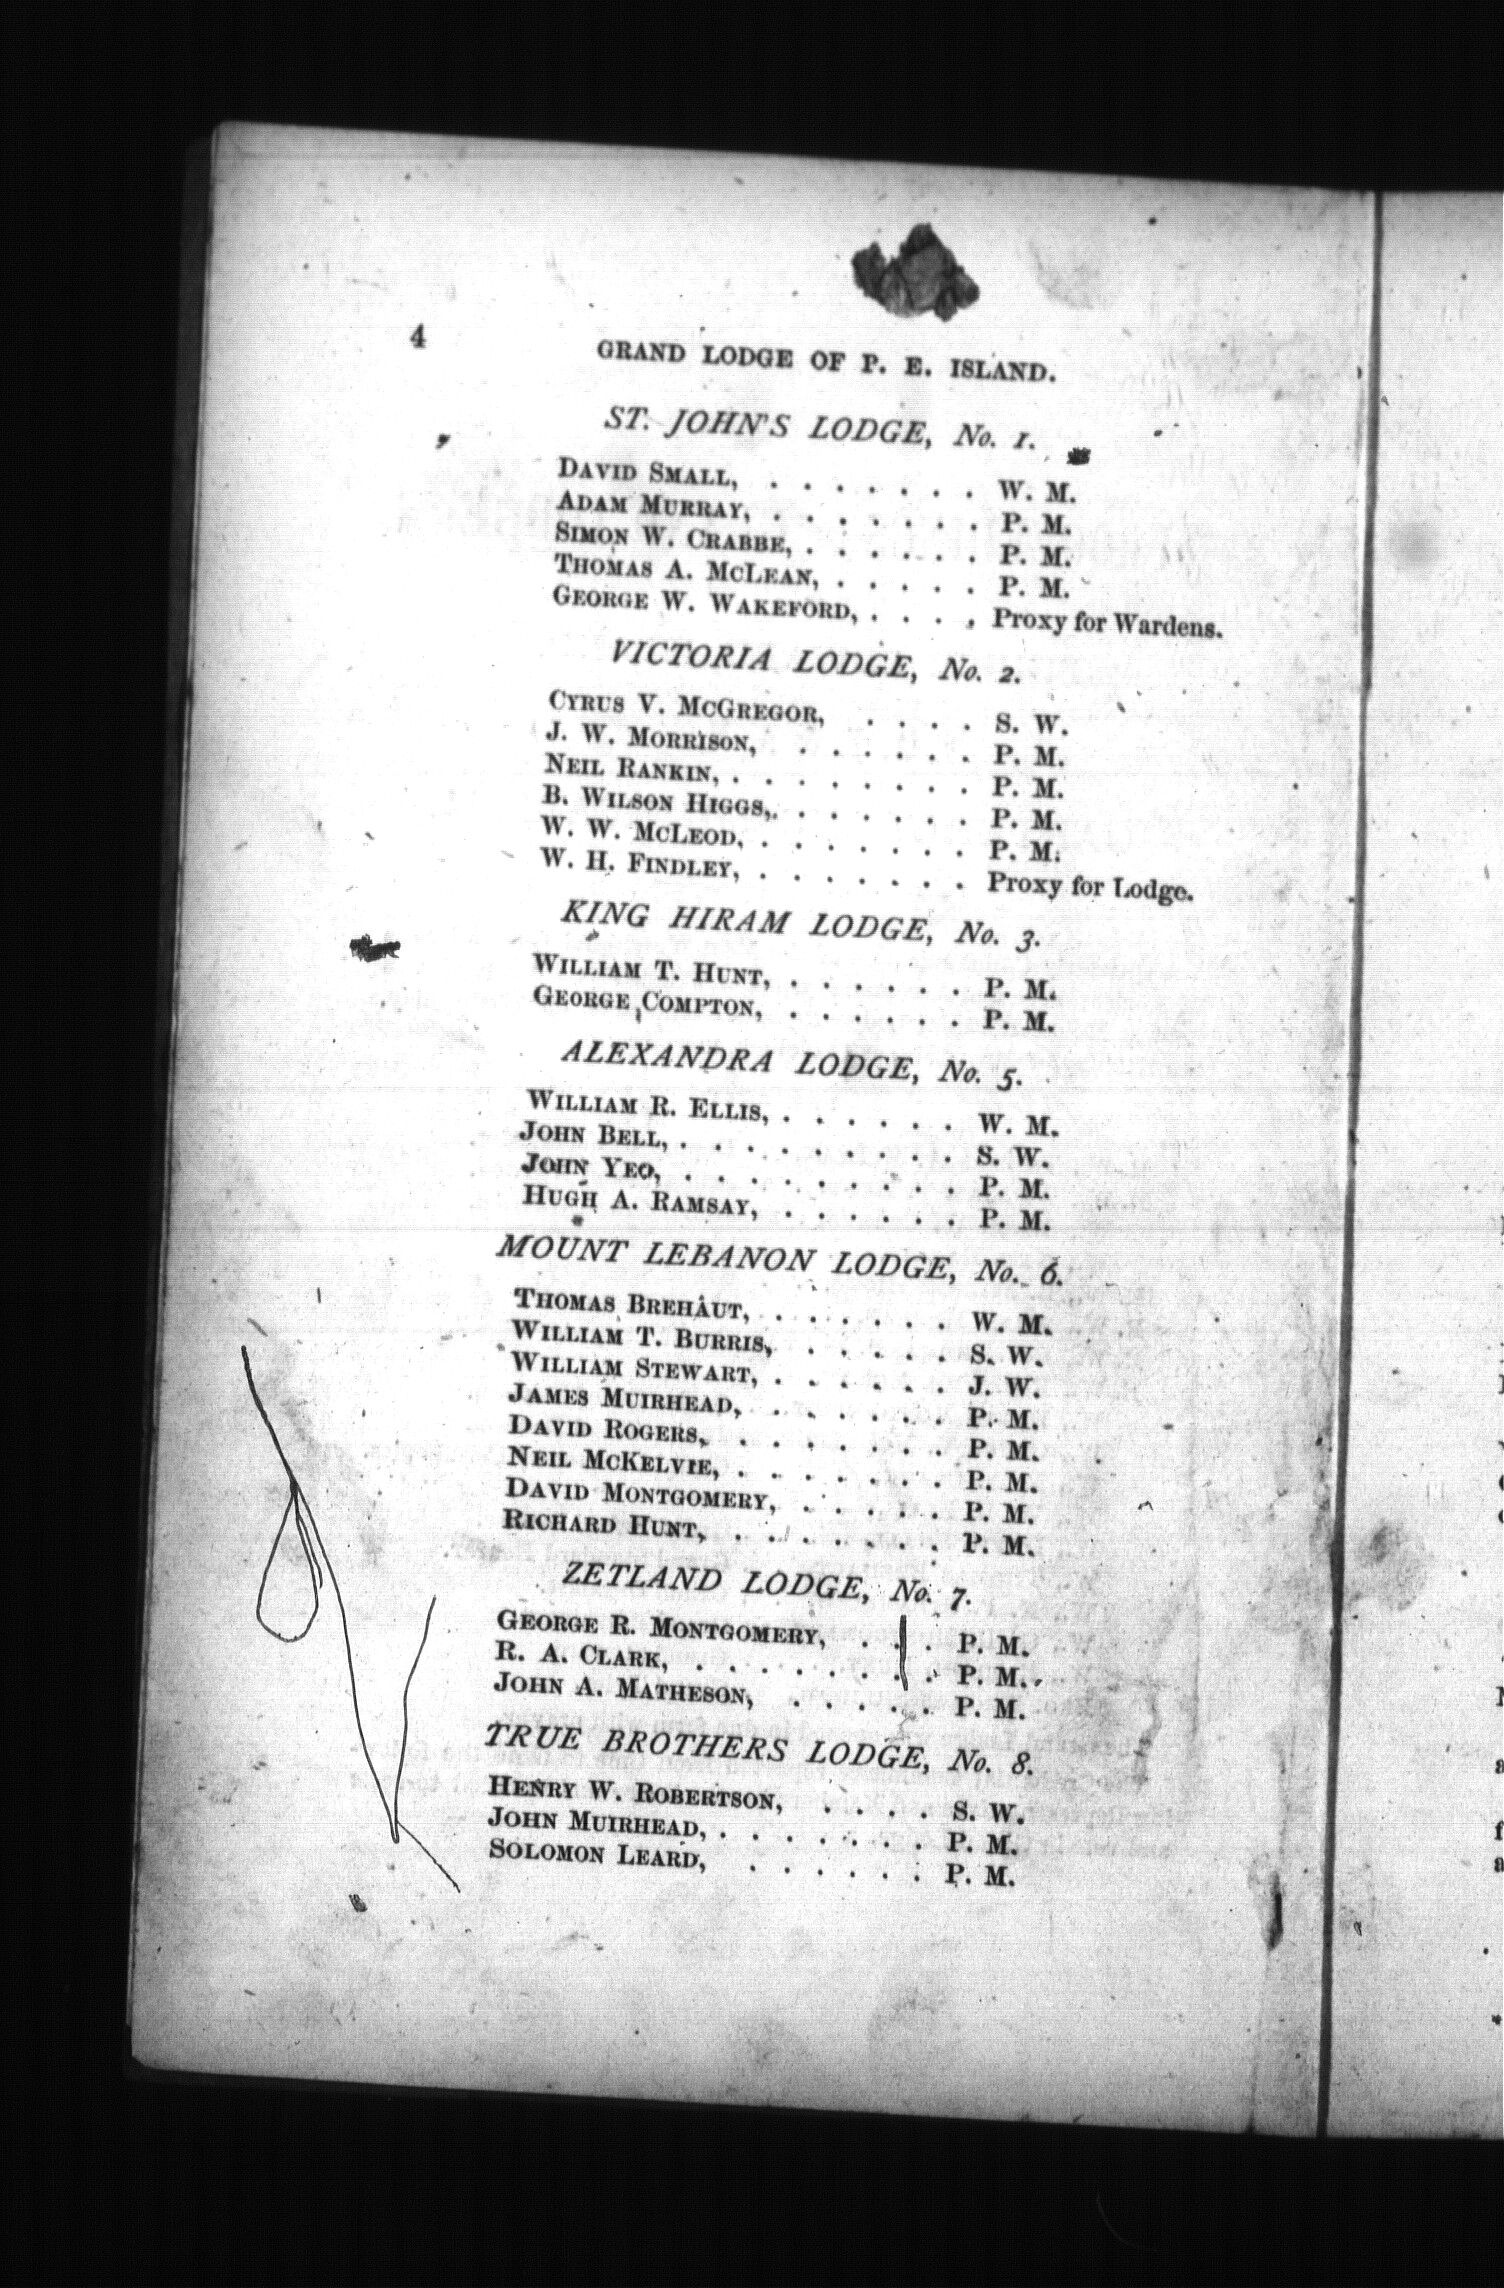 4
GRAND LODGE OF P. E. ISLAND.
ST. JOHN'S LODGE, No. 1.
DAVID SMALL, . . . . . . . W. M.
ADAM MURRAY, . . . . . . . P. M.
SIMON W. CRABBE, . . . . . . P. M.
THOMAS A. MCLEAN, . . . . . P. M.
GEORGE W. WAKEFORD, . . . . Proxy for Wardens.
VICTORIA LODGE, No. 2.
CYRUS V. MCGREGOR, . . . . S. W.
J. W. MORRISON, . . . . . . P. M.
NEIL RANKIN, . . . . . . . . P. M.
B. WILSON HIGGS, . . . . . . . P. M.
W. W. MCLEOD, . . . . . . . P. M.
W. H. FINDLEY, . . . . . . . Proxy for Lodge.
KING HIRAM LODGE, No. 3.
WILLIAM T. HUNT, . . . . . . P. M.
GEORGE COMPTON, . . . . . . P. M.
ALEXANDRA LODGE, No. 5.
WILLIAM R. ELLIS, . . . . . . W. M.
JOHN BELL, . . . . . . . . . S. W.
JOHN YEO, . . . . . . . . . P. M.
HUGH A. RAMSAY, . . . . . . P. M.
MOUNT LEBANON LODGE, No. 6.
THOMAS BREHAUT, . . . . . . W. M.
WILLIAM T. BURRIS, . . . . . S. W.
WILLIAM STEWART, . . . . . . J. W.
JAMES MUIRHEAD, . . . . . . P. M.
DAVID ROGERS, . . . . . . . P. M.
NEIL MCKELVIE, . . . . . . . P. M.
DAVID MONTGOMERY, . . . . . P. M.
RICHARD HUNT, . . . . . . . P. M.
ZETLAND LODGE, No. 7.
GEORGE R. MONTGOMERY, . . . P. M.
R. A. CLARK, . . . . . . . . P. M.
JOHN A. MATHESON, . . . . . P. M.
TRUE BROTHERS LODGE, No. 8.
HENRY W. ROBERTSON, . . . . S. W.
JOHN MUIRHEAD, . . . . . . . P. M.
SOLOMON LEARD, . . . . . . P. M.